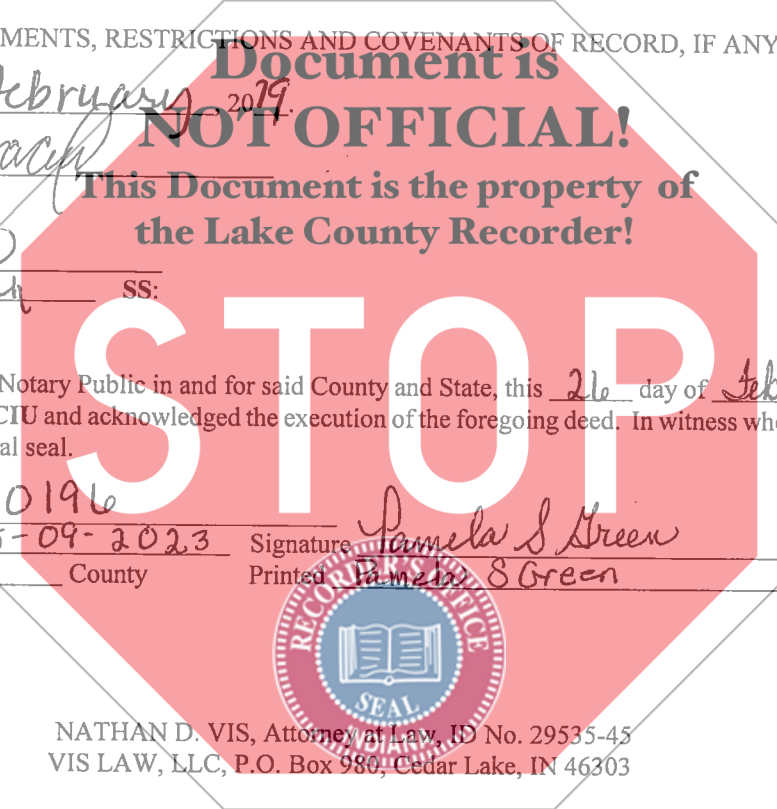 MENTS, RESTRICTIONS AND COVENANTS OF RECORD, IF ANY
Document is
February, 2019.
NOT OFFICIAL!
This Document is the property of
the Lake County Recorder!
SS:
STOP
Notary Public in and for said County and State, this 26 day of Feb
CIU and acknowledged the execution of the foregoing deed. In witness whe
al seal.
0196
-09-2023 Signature Pamela S Green
County Printed Pamela S Green
RECORDER'S OFFICE
SEAL
INDIANA
NATHAN D. VIS, Attorney at Law, ID No. 29535-45
VIS LAW, LLC, P.O. Box 980, Cedar Lake, IN 46303